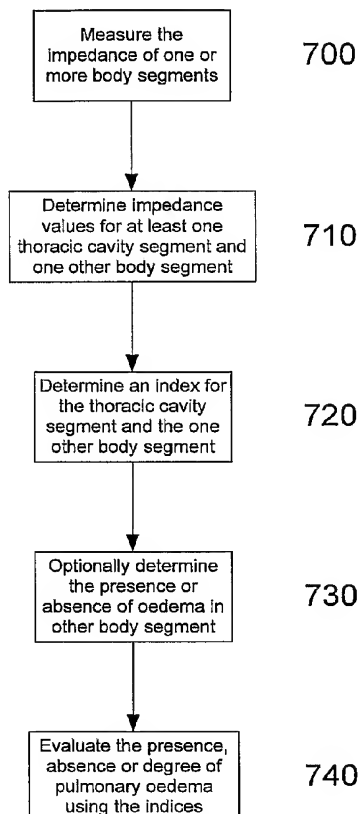 Measure the
impedance of one or
more body segments
700
Determine impedance
values for at least one
thoracic cavity segment and
one other body segment
710
Determine an index for
the thoracic cavity
segment and the one
other body segment
720
Optionally determine
the presence or
absence of oedema in
other body segment
730
Evaluate the presence,
absence or degree of
pulmonary oedema
using the indices
740